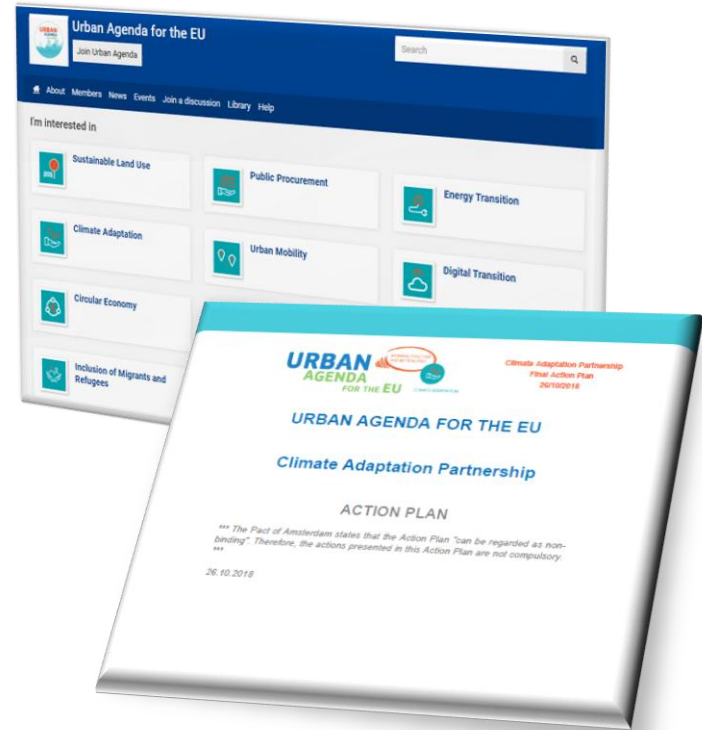 Urban Agenda for the EU
Join Urban Agenda
Search
About Members News Events Join a discussion Library Help
I'm interested in
Sustainable Land Use
Public Procurement
Energy Transition
Climate Adaptation
Urban Mobility
Digital Transition
Circular Economy
Inclusion of Migrants and
Refugees
URBAN
AGENDA
FOR THE EU
Climate Adaptation Partnership
Final Action Plan
26/10/2018
URBAN AGENDA FOR THE EU
Climate Adaptation Partnership
ACTION PLAN
*** The Pact of Amsterdam states that the Action Plan "can be regarded as non-
binding". Therefore, the actions presented in this Action Plan are not compulsory.
***
26.10.2018